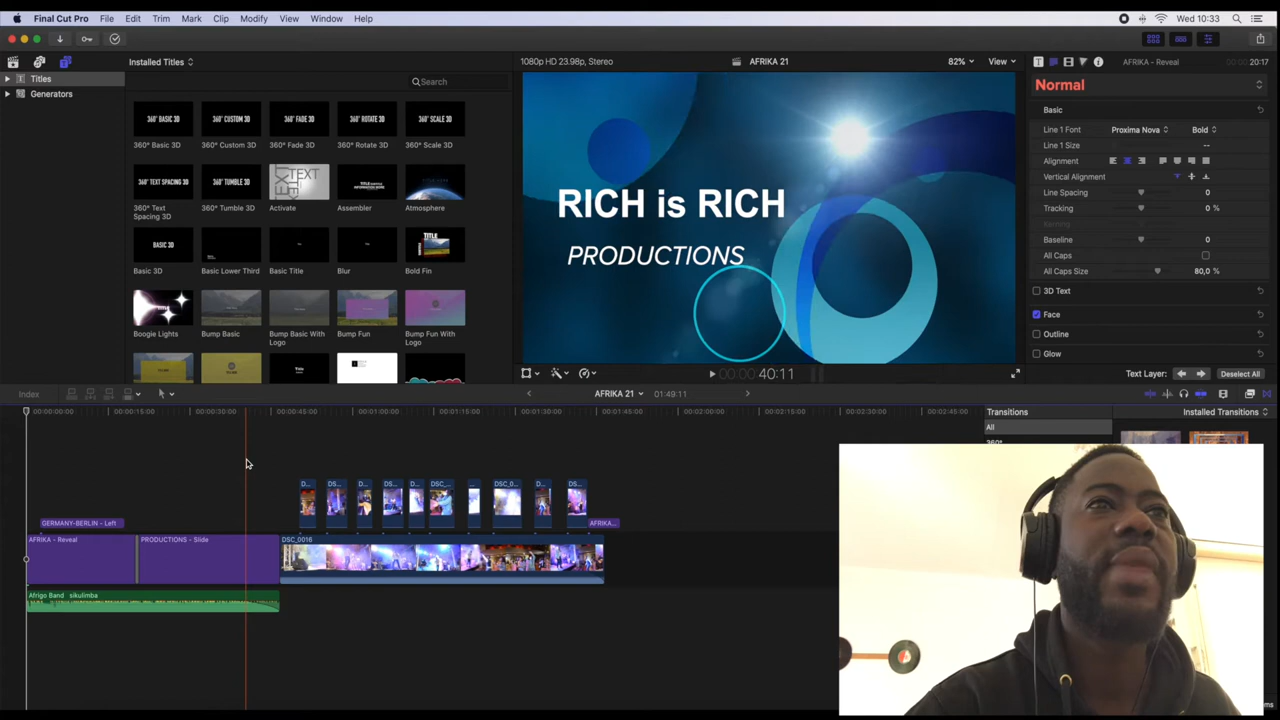 Final Cut Pro File Edit Trim Mark Clip Modify View Window Help Wed 10:33
Installed Titles
1080p HD 23.98p, Stereo AFRIKA 21 82% View
AFRIKA - Reveal 20:17
Titles
Generators
Search
360° BASIC 3D 360° CUSTOM 3D 360° FADE 3D 360° ROTATE 3D 360° SCALE 3D
360° Basic 3D 360° Custom 3D 360° Fade 3D 360° Rotate 3D 360° Scale 3D
360° TEXT SPACING 3D 360° TUMBLE 3D
360° Text Spacing 3D 360° Tumble 3D Activate Assembler Atmosphere
BASIC 3D
Basic 3D Basic Lower Third Basic Title Blur Bold Fin
Boogie Lights Bump Basic Bump Basic With Logo Bump Fun Bump Fun With Logo
RICH is RICH
PRODUCTIONS
Normal
Basic
Line 1 Font Proxima Nova Bold
Line 1 Size --
Alignment
Vertical Alignment
Line Spacing 0
Tracking 0 %
Kerning
Baseline 0
All Caps
All Caps Size 80,0 %
3D Text
Face
Outline
Glow
Text Layer: Deselect All
40:11
Index AFRIKA 21 01:49:11 Installed Transitions
00:00:00:00 00:00:15:00 00:00:30:00 00:00:45:00 00:01:00:00 00:01:15:00 00:01:30:00 00:01:45:00 00:02:00:00 00:02:15:00 00:02:30:00 00:02:45:00
Transitions
All
360°
D... DS... D... DS... D... DSC_... ... DSC_0... D... DS...
GERMANY-BERLIN - Left AFRIKA...
AFRIKA - Reveal PRODUCTIONS - Slide DSC_0016
Afrigo Band sikulimba